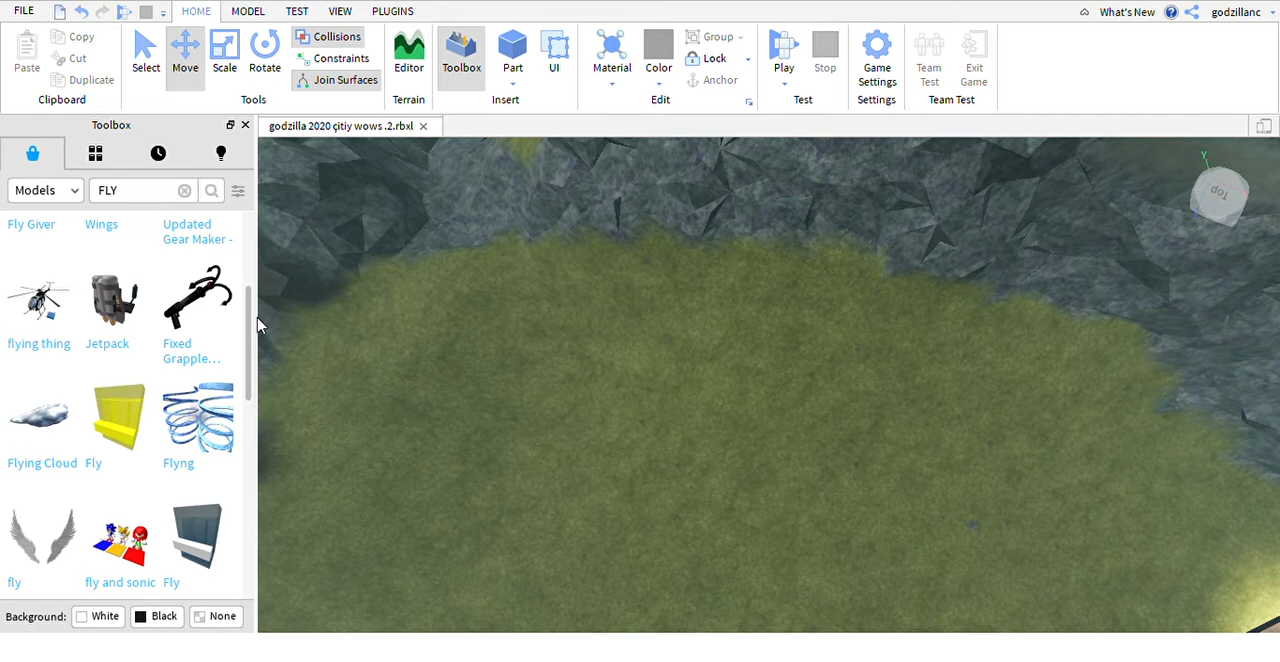 FILE HOME MODEL TEST VIEW PLUGINS What's New godzillanc
Paste Copy Cut Duplicate
Select Move Scale Rotate
Collisions
Constraints
Join Surfaces
Editor
Toolbox Part UI
Material Color
Group
Lock
Anchor
Play Stop
Game Settings
Team Test
Exit Game
Clipboard Tools Terrain Insert Edit Test Settings Team Test
Toolbox
godzilla 2020 çitiy wows .2.rbxl
Models FLY
Fly Giver Wings Updated
Gear Maker -
flying thing Jetpack Fixed
Grapple...
Flying Cloud Fly Flyng
fly fly and sonic Fly
Background: White Black None
Y
TOP